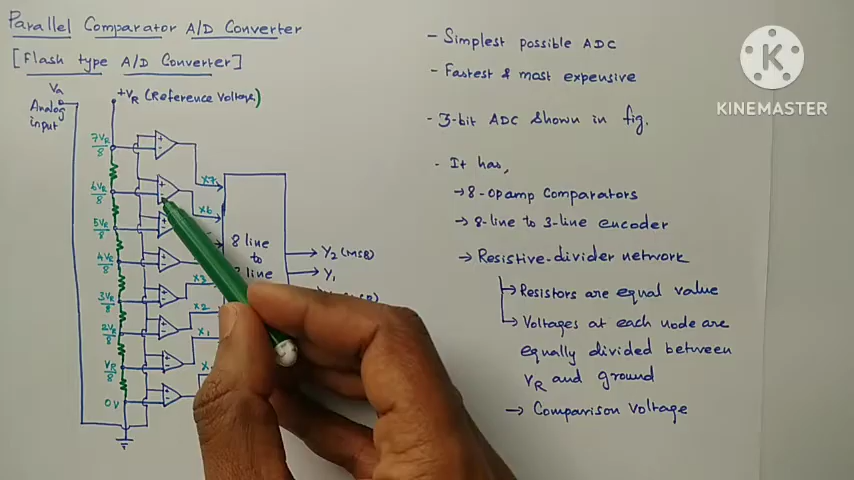 Parallel Comparator A/D Converter
[Flash type A/D Converter]
Va
Analog
input
+VR (Reference Voltage)
7VR/8
6VR/8
5VR/8
4VR/8
3VR/8
2VR/8
VR/8
0V
X7
X6
X3
X2
X1
8 line
to
line
Y2 (MSB)
Y1
- Simplest possible ADC
- Fastest & most expensive
- 3-bit ADC shown in fig.
- It has,
→ 8-opamp Comparators
→ 8-line to 3-line encoder
→ Resistive-divider network
→ Resistors are equal value
→ Voltages at each node are
equally divided between
VR and ground
→ Comparison Voltage
K
KINEMASTER